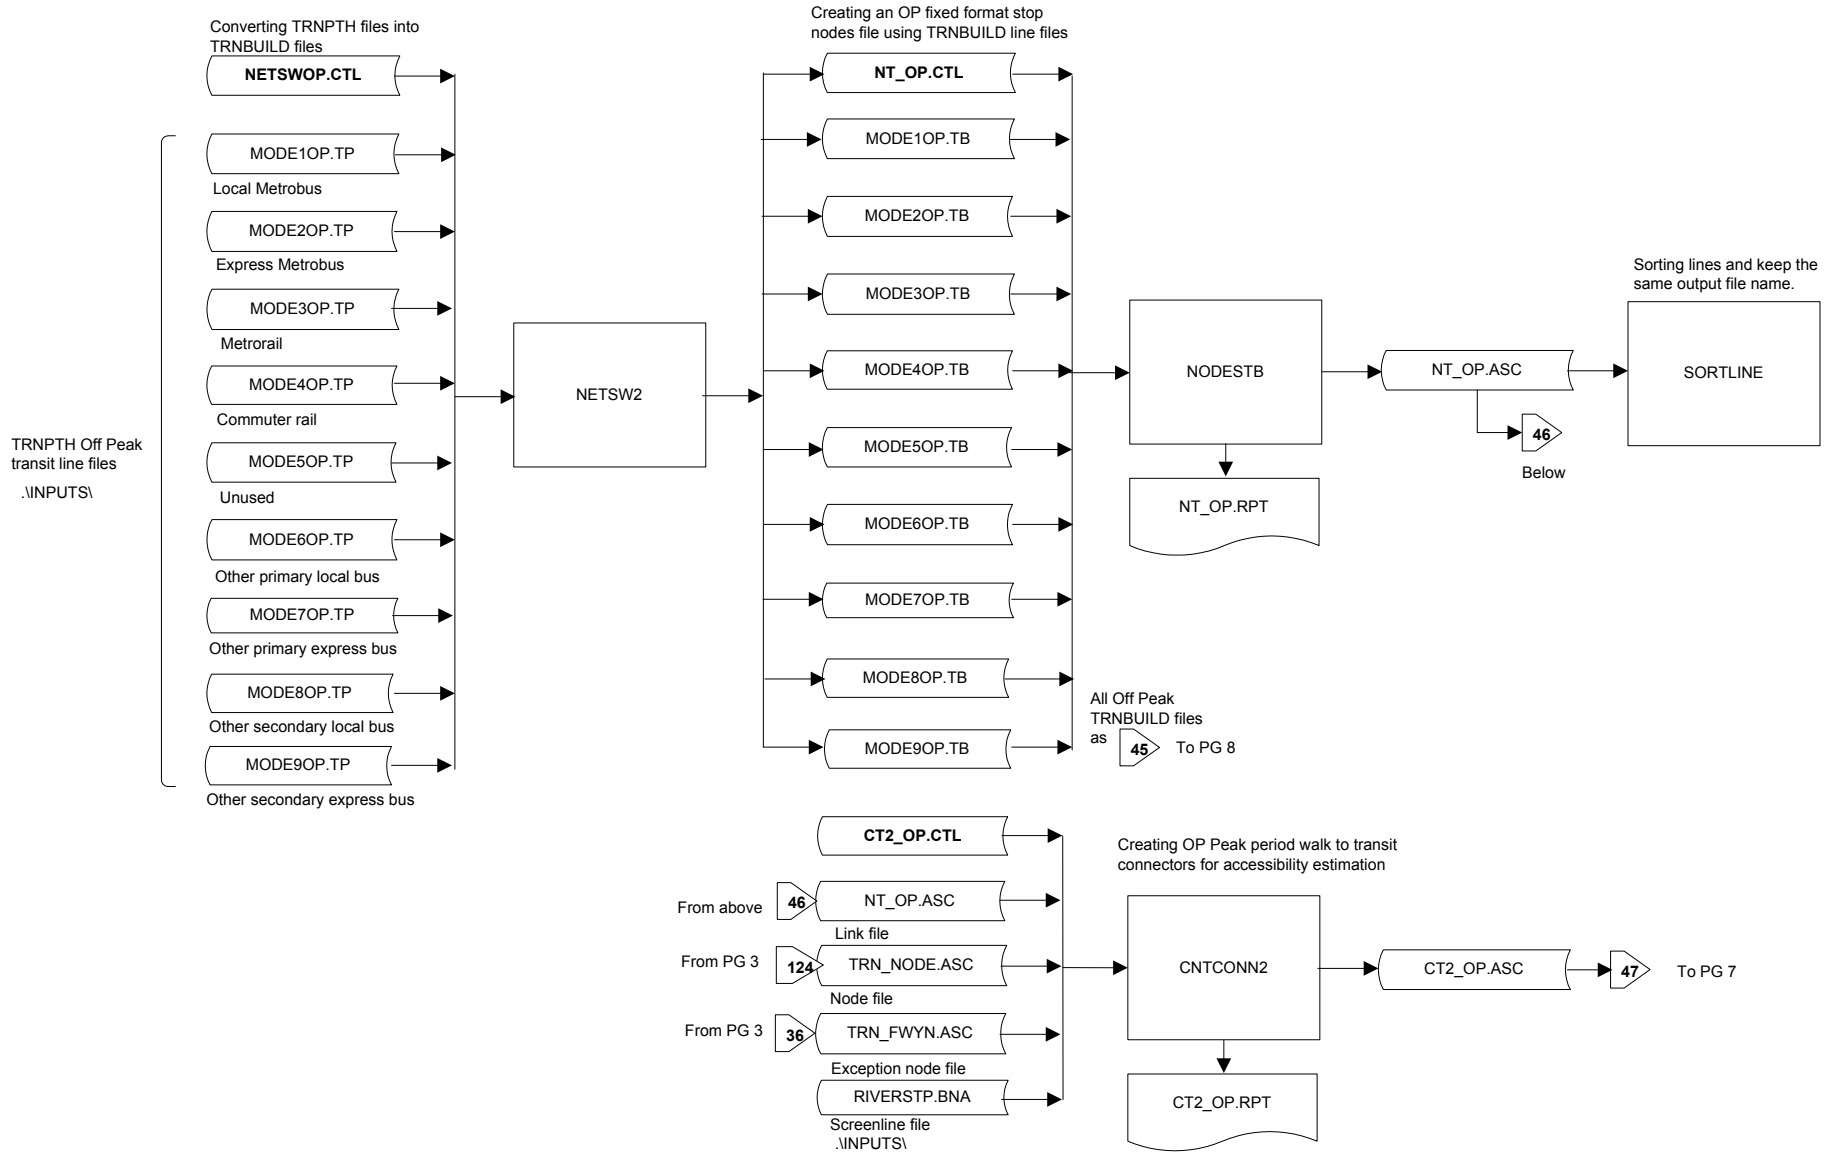 Converting TRNPTH files into
TRNBUILD files
NETSWOP.CTL
MODE1OP.TP
Local Metrobus
MODE2OP.TP
Express Metrobus
MODE3OP.TP
Metrorail
MODE4OP.TP
Commuter rail
MODE5OP.TP
Unused
MODE6OP.TP
Other primary local bus
MODE7OP.TP
Other primary express bus
MODE8OP.TP
Other secondary local bus
MODE9OP.TP
Other secondary express bus
TRNPTH Off Peak
transit line files
.\INPUTS\
NETSW2
Creating an OP fixed format stop
nodes file using TRNBUILD line files
NT_OP.CTL
MODE1OP.TB
MODE2OP.TB
MODE3OP.TB
MODE4OP.TB
MODE5OP.TB
MODE6OP.TB
MODE7OP.TB
MODE8OP.TB
MODE9OP.TB
All Off Peak
TRNBUILD files
as
45
To PG 8
NODESTB
NT_OP.RPT
NT_OP.ASC
46
Below
Sorting lines and keep the
same output file name.
SORTLINE
CT2_OP.CTL
From above
46
NT_OP.ASC
Link file
From PG 3
124
TRN_NODE.ASC
Node file
From PG 3
36
TRN_FWYN.ASC
Exception node file
RIVERSTP.BNA
Screenline file
.\INPUTS\
Creating OP Peak period walk to transit
connectors for accessibility estimation
CNTCONN2
CT2_OP.RPT
CT2_OP.ASC
47
To PG 7